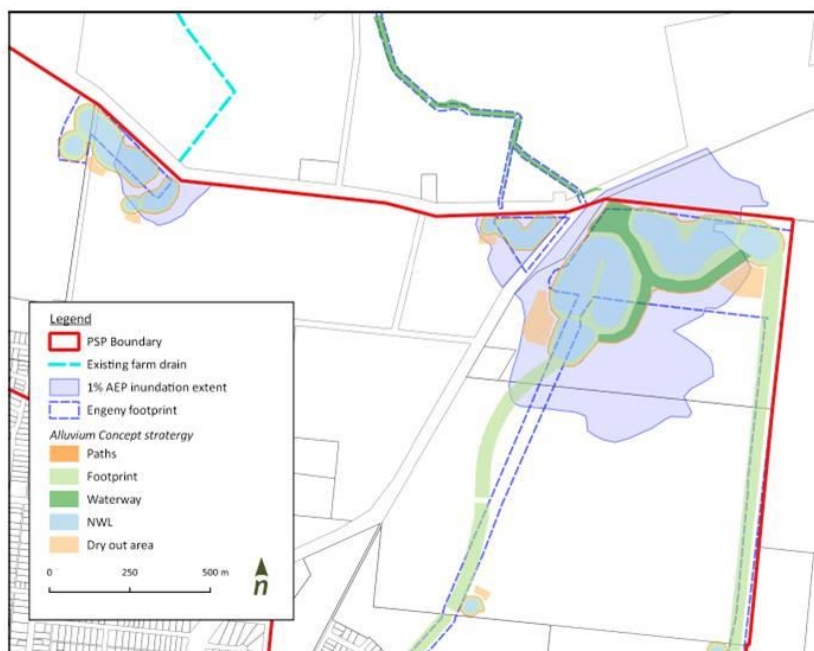 Legend
PSP Boundary
Existing farm drain
1% AEP inundation extent
Engeny footprint
Alluvium Concept stratergy
Paths
Footprint
Waterway
NWL
Dry out area
0 250 500 m
n